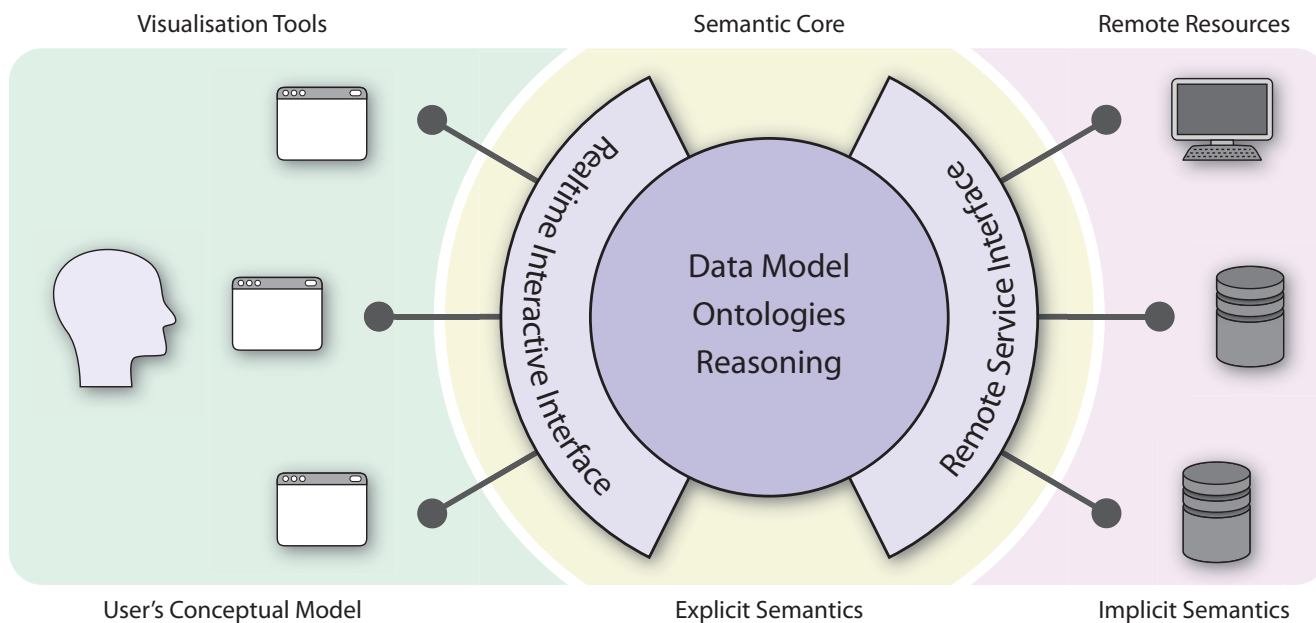 Visualisation Tools
Semantic Core
Remote Resources
Realtime Interactive Interface
Data Model
Ontologies
Reasoning
Remote Service Interface
User's Conceptual Model
Explicit Semantics
Implicit Semantics